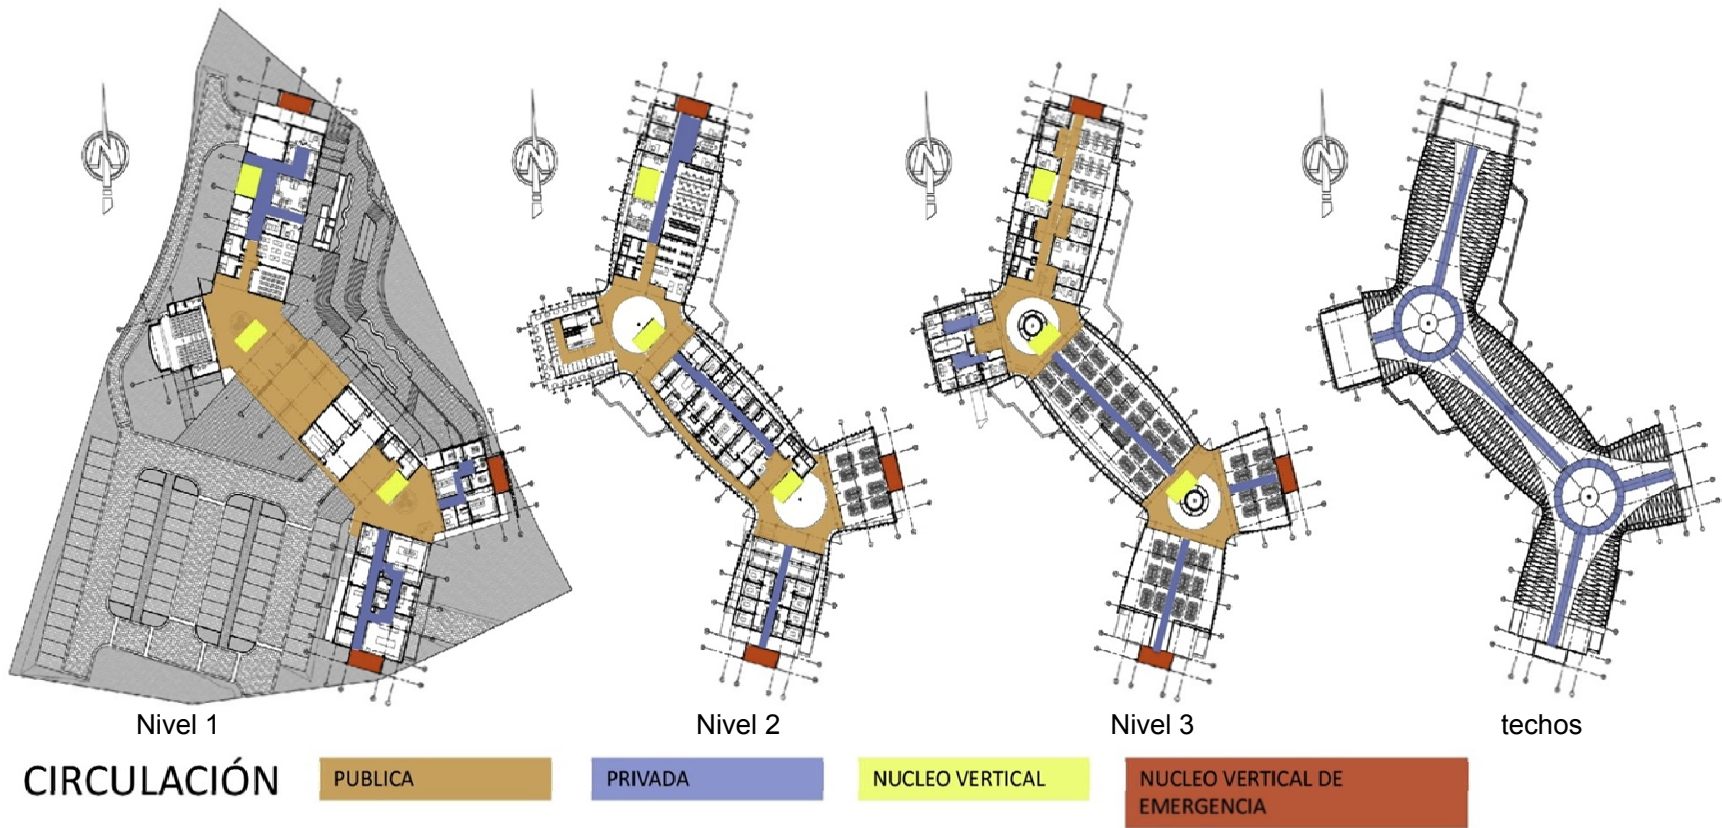 N N N N
Nivel 1 Nivel 2 Nivel 3 techos
CIRCULACIÓN PUBLICA PRIVADA NUCLEO VERTICAL NUCLEO VERTICAL DE
EMERGENCIA